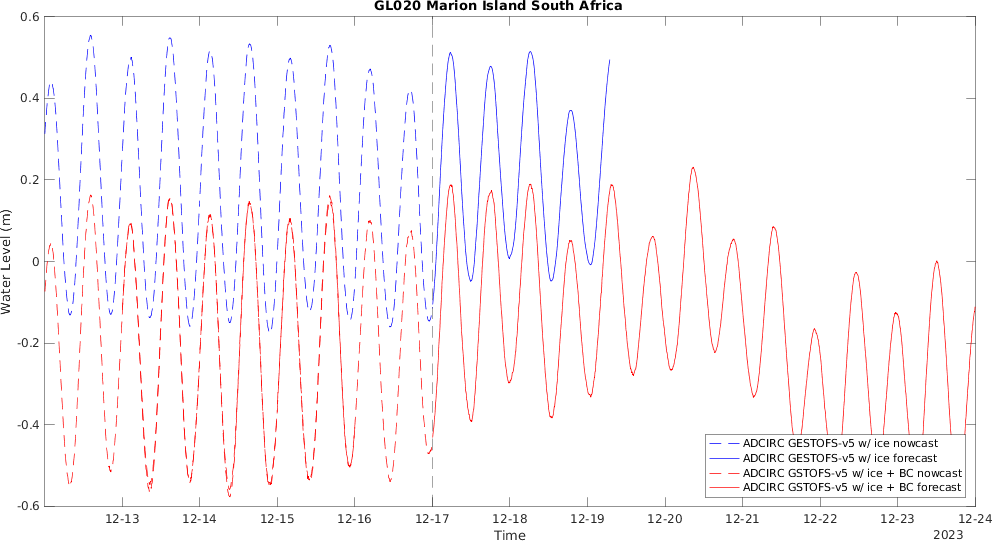 GL020 Marion Island South Africa
0.6
0.4
0.2
0
-0.2
-0.4
-0.6
Water Level (m)
ADCIRC GESTOFS-v5 w/ ice nowcast
ADCIRC GESTOFS-v5 w/ ice forecast
ADCIRC GSTOFS-v5 w/ ice + BC nowcast
ADCIRC GSTOFS-v5 w/ ice + BC forecast
12-13 12-14 12-15 12-16 12-17 12-18 12-19 12-20 12-21 12-22 12-23 12-24
Time
2023